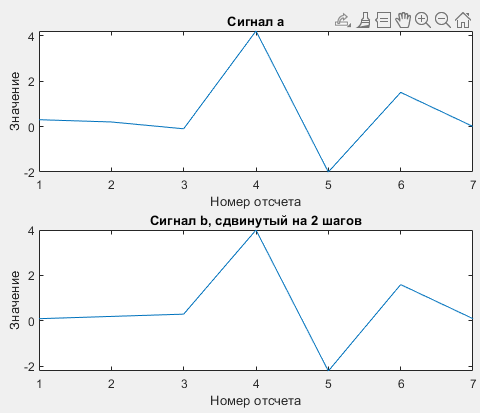 Сигнал a
4
2
0
-2
Значение
1 2 3 4 5 6 7
Номер отсчета
Сигнал b, сдвинутый на 2 шагов
4
2
0
-2
Значение
1 2 3 4 5 6 7
Номер отсчета